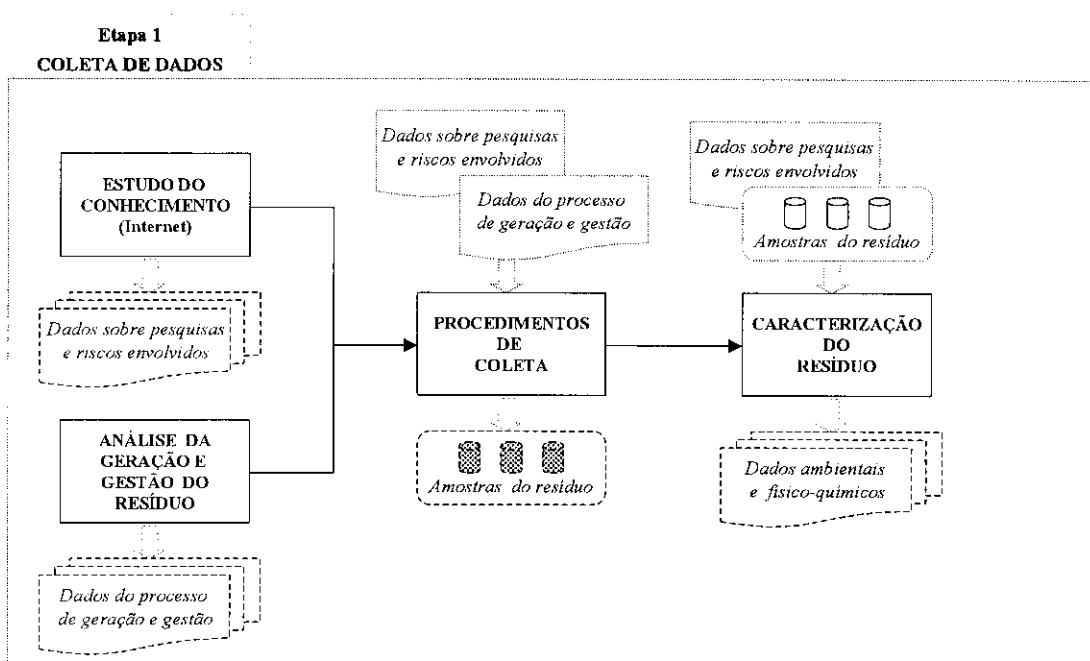 Etapa 1
COLETA DE DADOS
ESTUDO DO
CONHECIMENTO
(Internet)
Dados sobre pesquisas
e riscos envolvidos
ANÁLISE DA
GERAÇÃO E
GESTÃO DO
RESÍDUO
Dados do processo
de geração e gestão
Dados sobre pesquisas
e riscos envolvidos
Dados do processo
de geração e gestão
PROCEDIMENTOS
DE
COLETA
Amostras do resíduo
Dados sobre pesquisas
e riscos envolvidos
Amostras do resíduo
CARACTERIZAÇÃO
DO
RESÍDUO
Dados ambientais
e físico-químicos